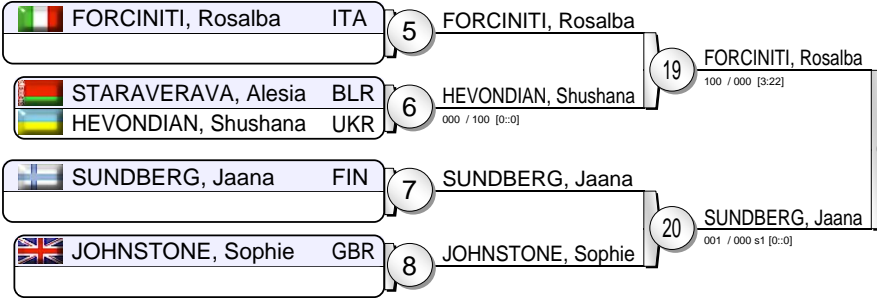 FORCINITI, Rosalba ITA
5
FORCINITI, Rosalba
19
FORCINITI, Rosalba
100 / 000 [3:22]
STARAVERAVA, Alesia BLR
HEVONDIAN, Shushana UKR
6
HEVONDIAN, Shushana
000 / 100 [0::0]
SUNDBERG, Jaana FIN
7
SUNDBERG, Jaana
20
SUNDBERG, Jaana
001 / 000 s1 [0::0]
JOHNSTONE, Sophie GBR
8
JOHNSTONE, Sophie